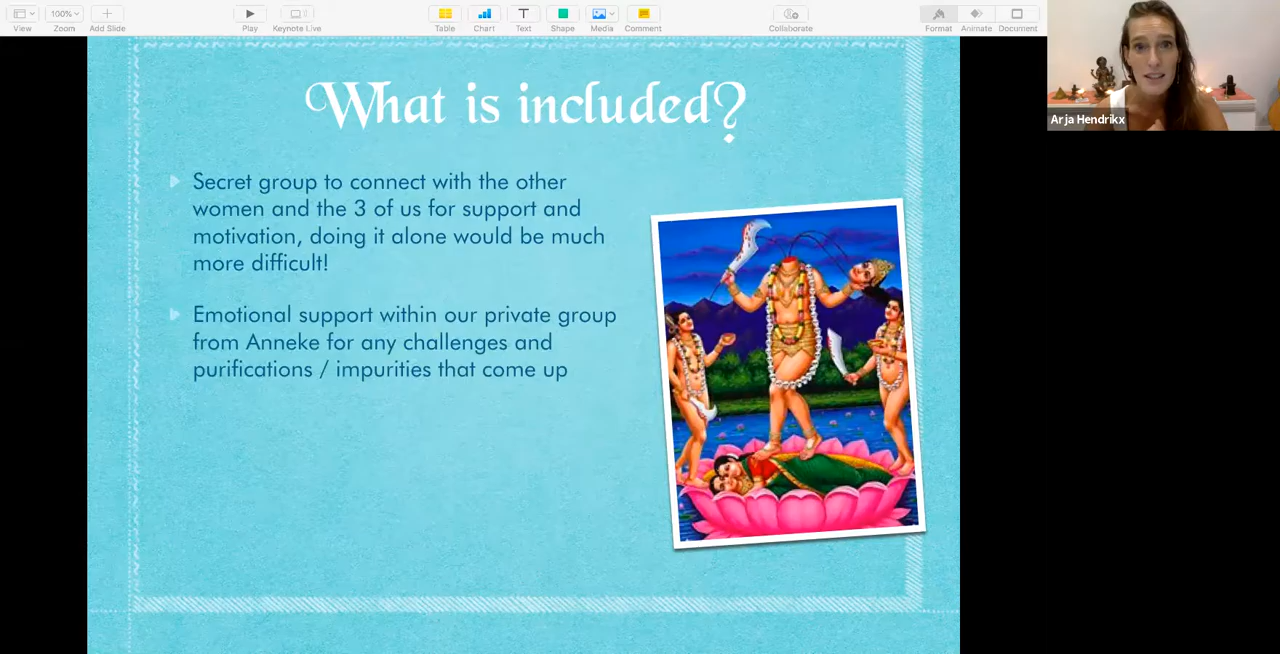 View
100%
Zoom
Add Slide
Play
Keynote Live
Table
Chart
Text
Shape
Media
Comment
Collaborate
Format
Animate
Document
Arja Hendrikx
What is included?
Secret group to connect with the other
women and the 3 of us for support and
motivation, doing it alone would be much
more difficult!
Emotional support within our private group
from Anneke for any challenges and
purifications / impurities that come up